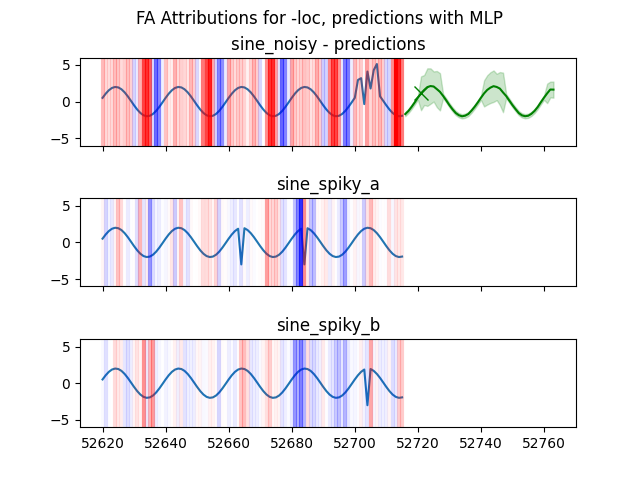 FA Attributions for -loc, predictions with MLP
sine_noisy - predictions
5
0
−5
sine_spiky_a
5
0
−5
sine_spiky_b
5
0
−5
52620 52640 52660 52680 52700 52720 52740 52760